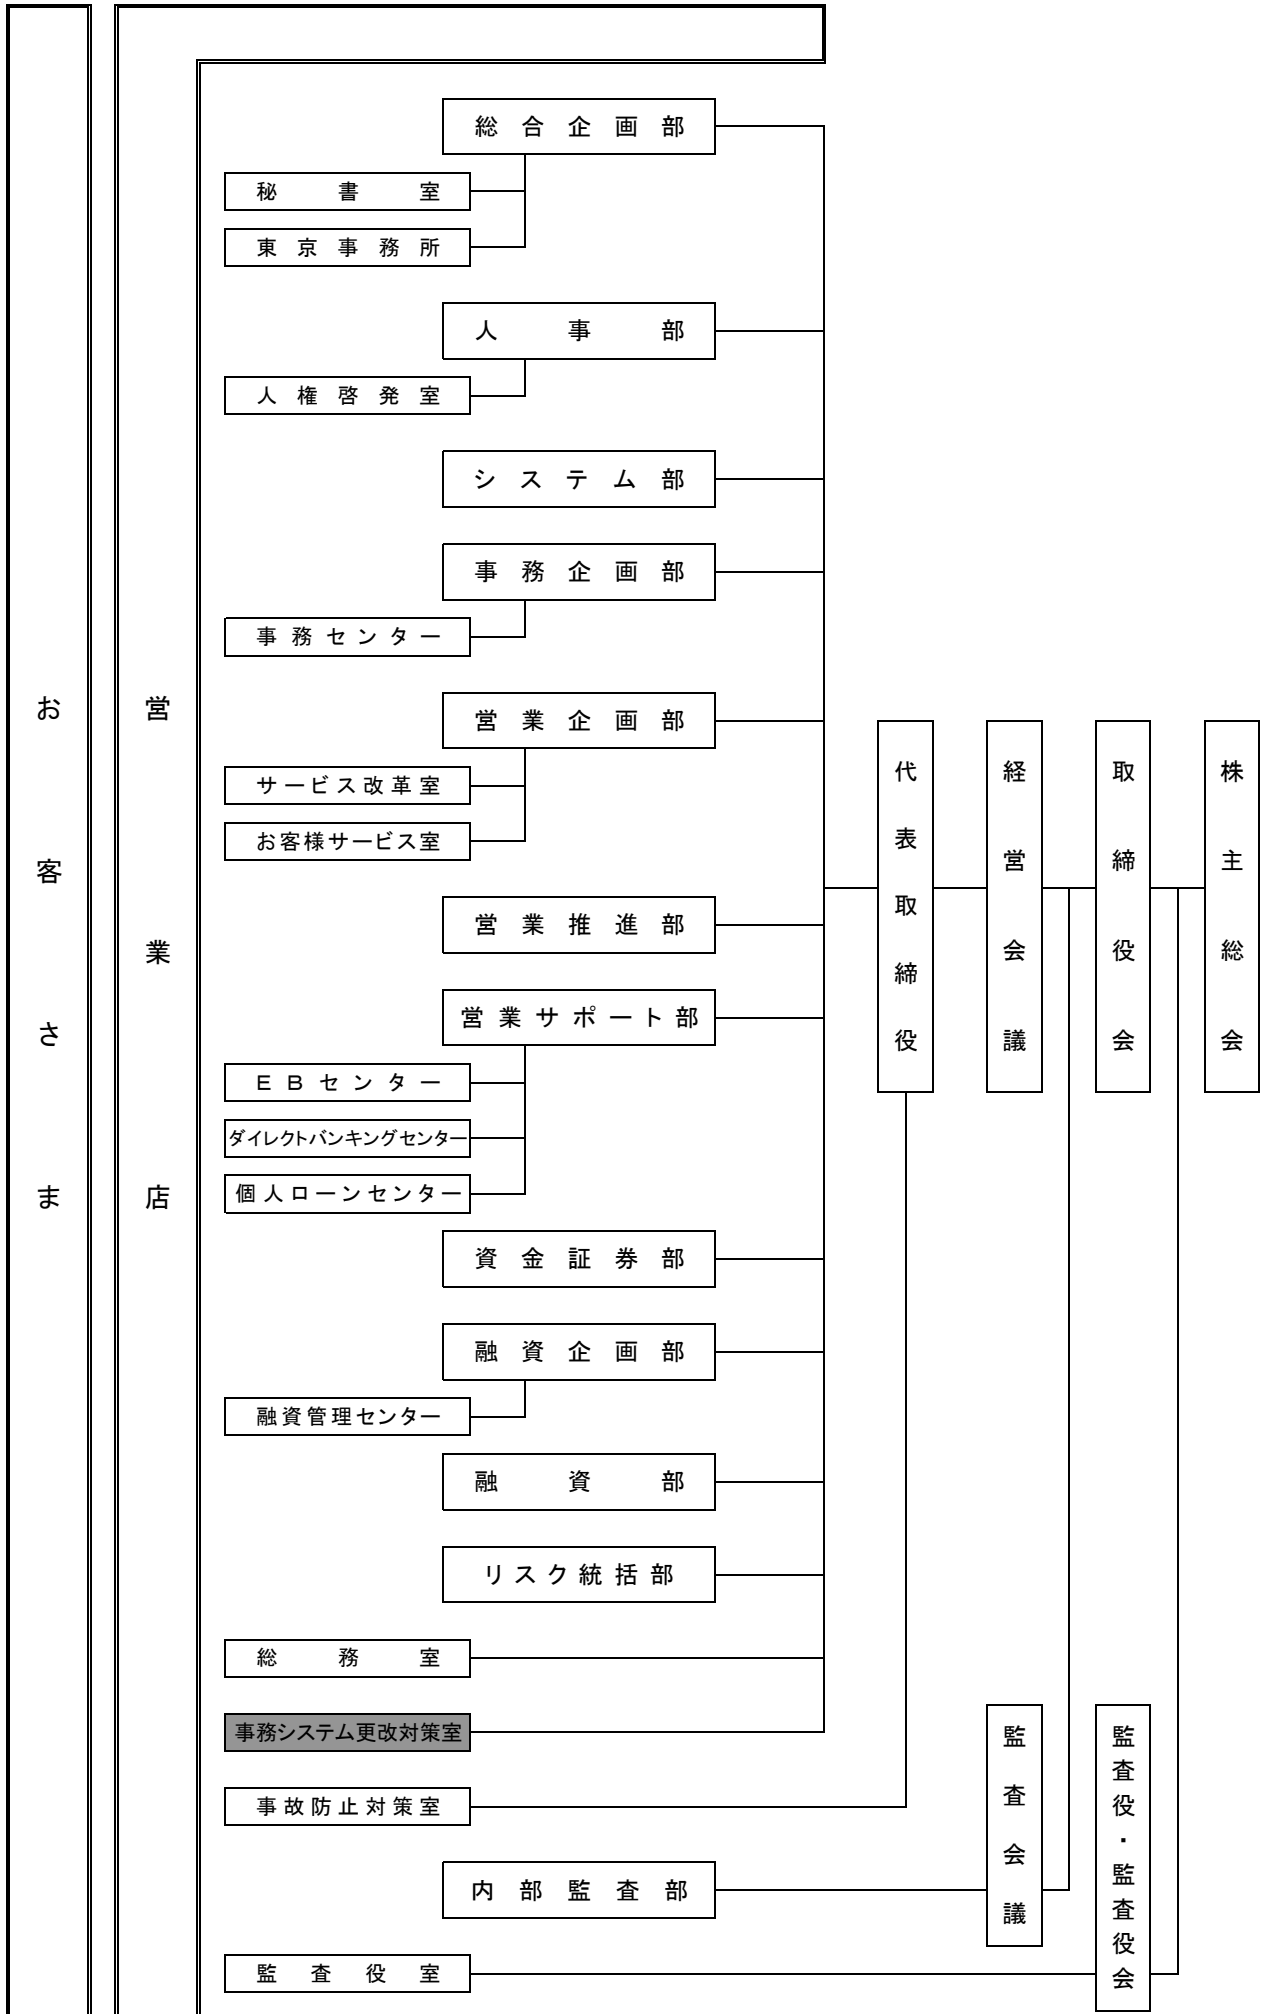 お客さま
営業店
総合企画部
秘書室
東京事務所
人事部
人権啓発室
システム部
事務企画部
事務センター
営業企画部
サービス改革室
お客様サービス室
営業推進部
営業サポート部
ＥＢセンター
ダイレクトバンキングセンター
個人ローンセンター
資金証券部
融資企画部
融資管理センター
融資部
リスク統括部
総務室
事務システム更改対策室
事故防止対策室
内部監査部
監査役室
代表取締役
経営会議
取締役会
株主総会
監査会議
監査役・監査役会